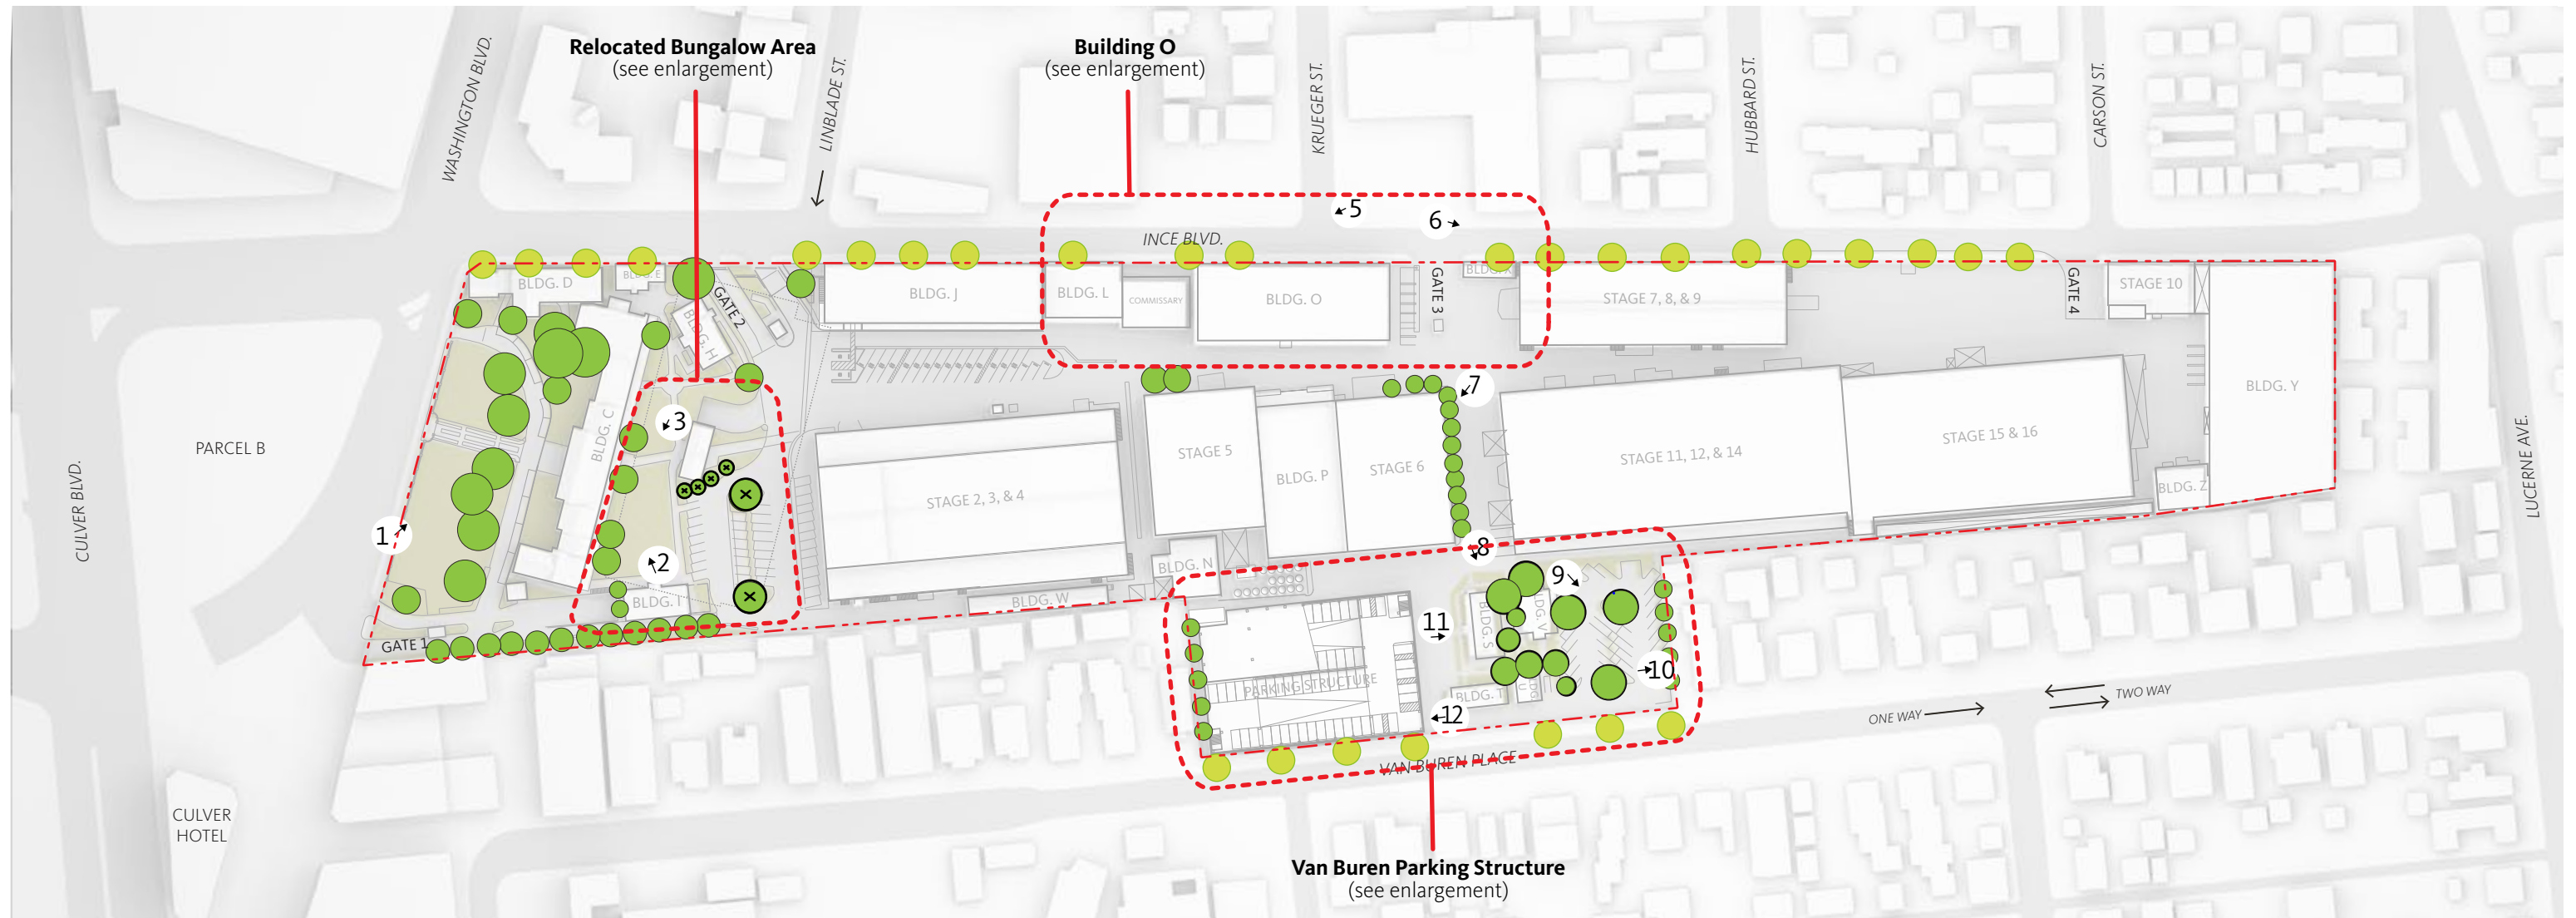 Relocated Bungalow Area
(see enlargement)
Building O
(see enlargement)
WASHINGTON BLVD.
LINBLADE ST.
KRUEGER ST.
HUBBARD ST.
CARSON ST.
5
6
INCE BLVD.
BLDG. D
BLDG. E
GATE 2
BLDG. H
BLDG. J
BLDG. L
COMMISSARY
BLDG. O
GATE 3
STAGE 7, 8, & 9
GATE 4
STAGE 10
BLDG. Y
7
3
BLDG. C
PARCEL B
CULVER BLVD.
STAGE 2, 3, & 4
STAGE 5
BLDG. P
STAGE 6
STAGE 11, 12, & 14
STAGE 15 & 16
BLDG. Z
LUCERNE AVE.
1
2
8
9
BLDG. N
BLDG. I
BLDG. W
GATE 1
11
BLDG. S
BLDG. V
10
PARKING STRUCTURE
BLDG. T
12
TWO WAY
ONE WAY
VAN BUREN PLACE
CULVER
HOTEL
Van Buren Parking Structure
(see enlargement)